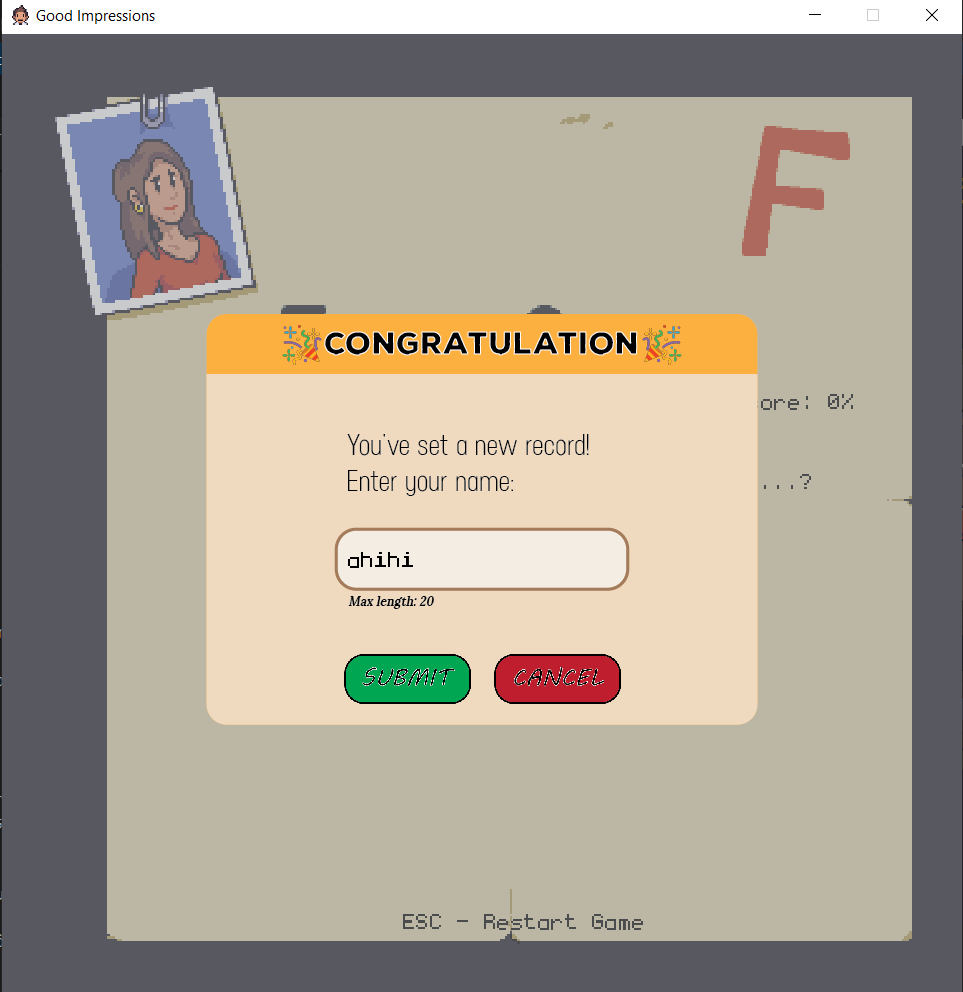 Good Impressions
F
CONGRATULATION
ore: 0%
You've set a new record!
Enter your name:
...?
ahihi
Max length: 20
SUBMIT
CANCEL
ESC - Restart Game